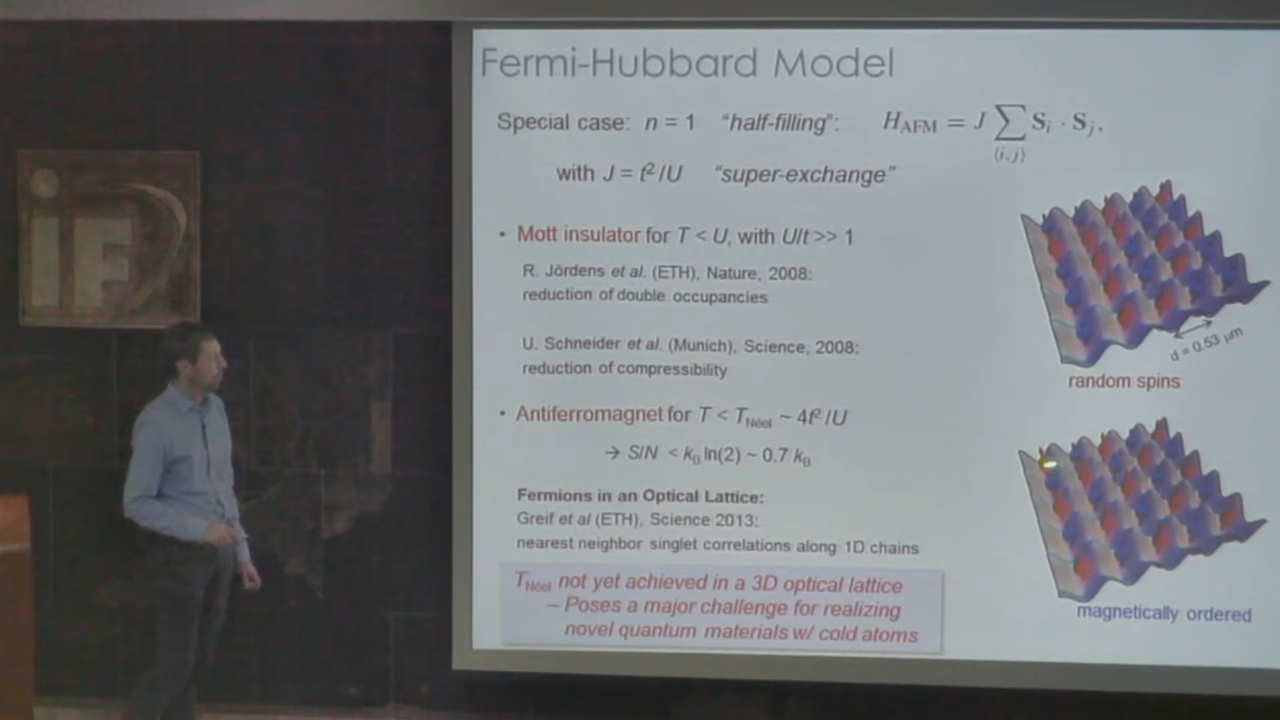 Fermi-Hubbard Model
Special case: n = 1 "half-filling": H_AFM = J ∑_⟨i,j⟩ S_i · S_j.
with J = t²/U "super-exchange"
• Mott insulator for T < U, with U/t >> 1
R. Jördens et al. (ETH), Nature, 2008:
reduction of double occupancies
U. Schneider et al. (Munich), Science, 2008:
reduction of compressibility
d = 0.53 μm
random spins
• Antiferromagnet for T < T_Néel ~ 4t²/U
→ S/N < k_B ln(2) ~ 0.7 k_B
Fermions in an Optical Lattice:
Greif et al (ETH), Science 2013:
nearest neighbor singlet correlations along 1D chains
T_Néel not yet achieved in a 3D optical lattice
– Poses a major challenge for realizing
novel quantum materials w/ cold atoms
magnetically ordered